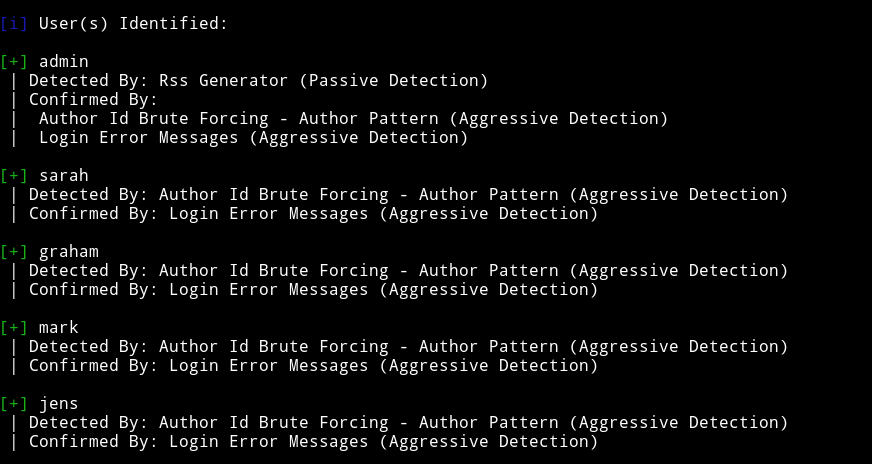 [i] User(s) Identified:
[+] admin
| Detected By: Rss Generator (Passive Detection)
| Confirmed By:
|  Author Id Brute Forcing - Author Pattern (Aggressive Detection)
|  Login Error Messages (Aggressive Detection)
[+] sarah
| Detected By: Author Id Brute Forcing - Author Pattern (Aggressive Detection)
| Confirmed By: Login Error Messages (Aggressive Detection)
[+] graham
| Detected By: Author Id Brute Forcing - Author Pattern (Aggressive Detection)
| Confirmed By: Login Error Messages (Aggressive Detection)
[+] mark
| Detected By: Author Id Brute Forcing - Author Pattern (Aggressive Detection)
| Confirmed By: Login Error Messages (Aggressive Detection)
[+] jens
| Detected By: Author Id Brute Forcing - Author Pattern (Aggressive Detection)
| Confirmed By: Login Error Messages (Aggressive Detection)